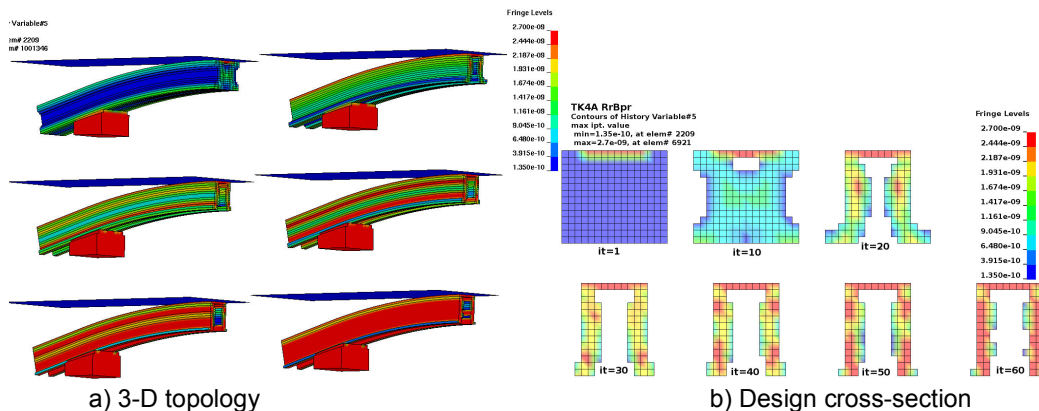 r Variable#5
em# 2209
m# 1001346
Fringe Levels
2.700e-09
2.444e-09
2.187e-09
1.931e-09
1.674e-09
1.417e-09
1.161e-09
9.045e-10
6.480e-10
3.915e-10
1.350e-10
TK4A RrBpr
Contours of History Variable#5
max ipt. value
min=1.35e-10, at elem# 2209
max=2.7e-09, at elem# 6921
it=1
it=10
it=20
Fringe Levels
2.700e-09
2.444e-09
2.187e-09
1.931e-09
1.674e-09
1.417e-09
1.161e-09
9.045e-10
6.480e-10
3.915e-10
1.350e-10
it=30
it=40
it=50
it=60
a) 3-D topology
b) Design cross-section